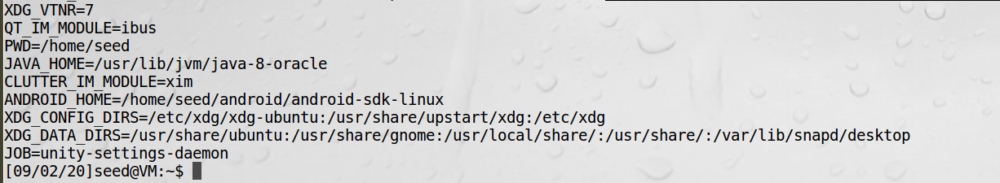 XDG_VTNR=7
QT_IM_MODULE=ibus
PWD=/home/seed
JAVA_HOME=/usr/lib/jvm/java-8-oracle
CLUTTER_IM_MODULE=xim
ANDROID_HOME=/home/seed/android/android-sdk-linux
XDG_CONFIG_DIRS=/etc/xdg/xdg-ubuntu:/usr/share/upstart/xdg:/etc/xdg
XDG_DATA_DIRS=/usr/share/ubuntu:/usr/share/gnome:/usr/local/share/:/usr/share/:/var/lib/snapd/desktop
JOB=unity-settings-daemon
[09/02/20]seed@VM:~$